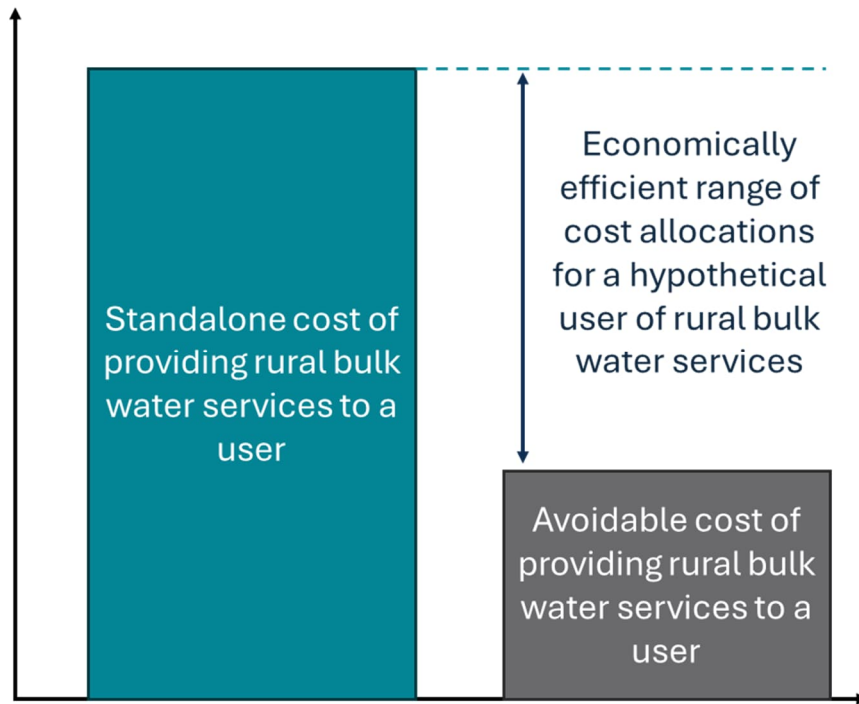 Standalone cost of
providing rural bulk
water services to a
user
Economically
efficient range of
cost allocations
for a hypothetical
user of rural bulk
water services
Avoidable cost of
providing rural bulk
water services to a
user